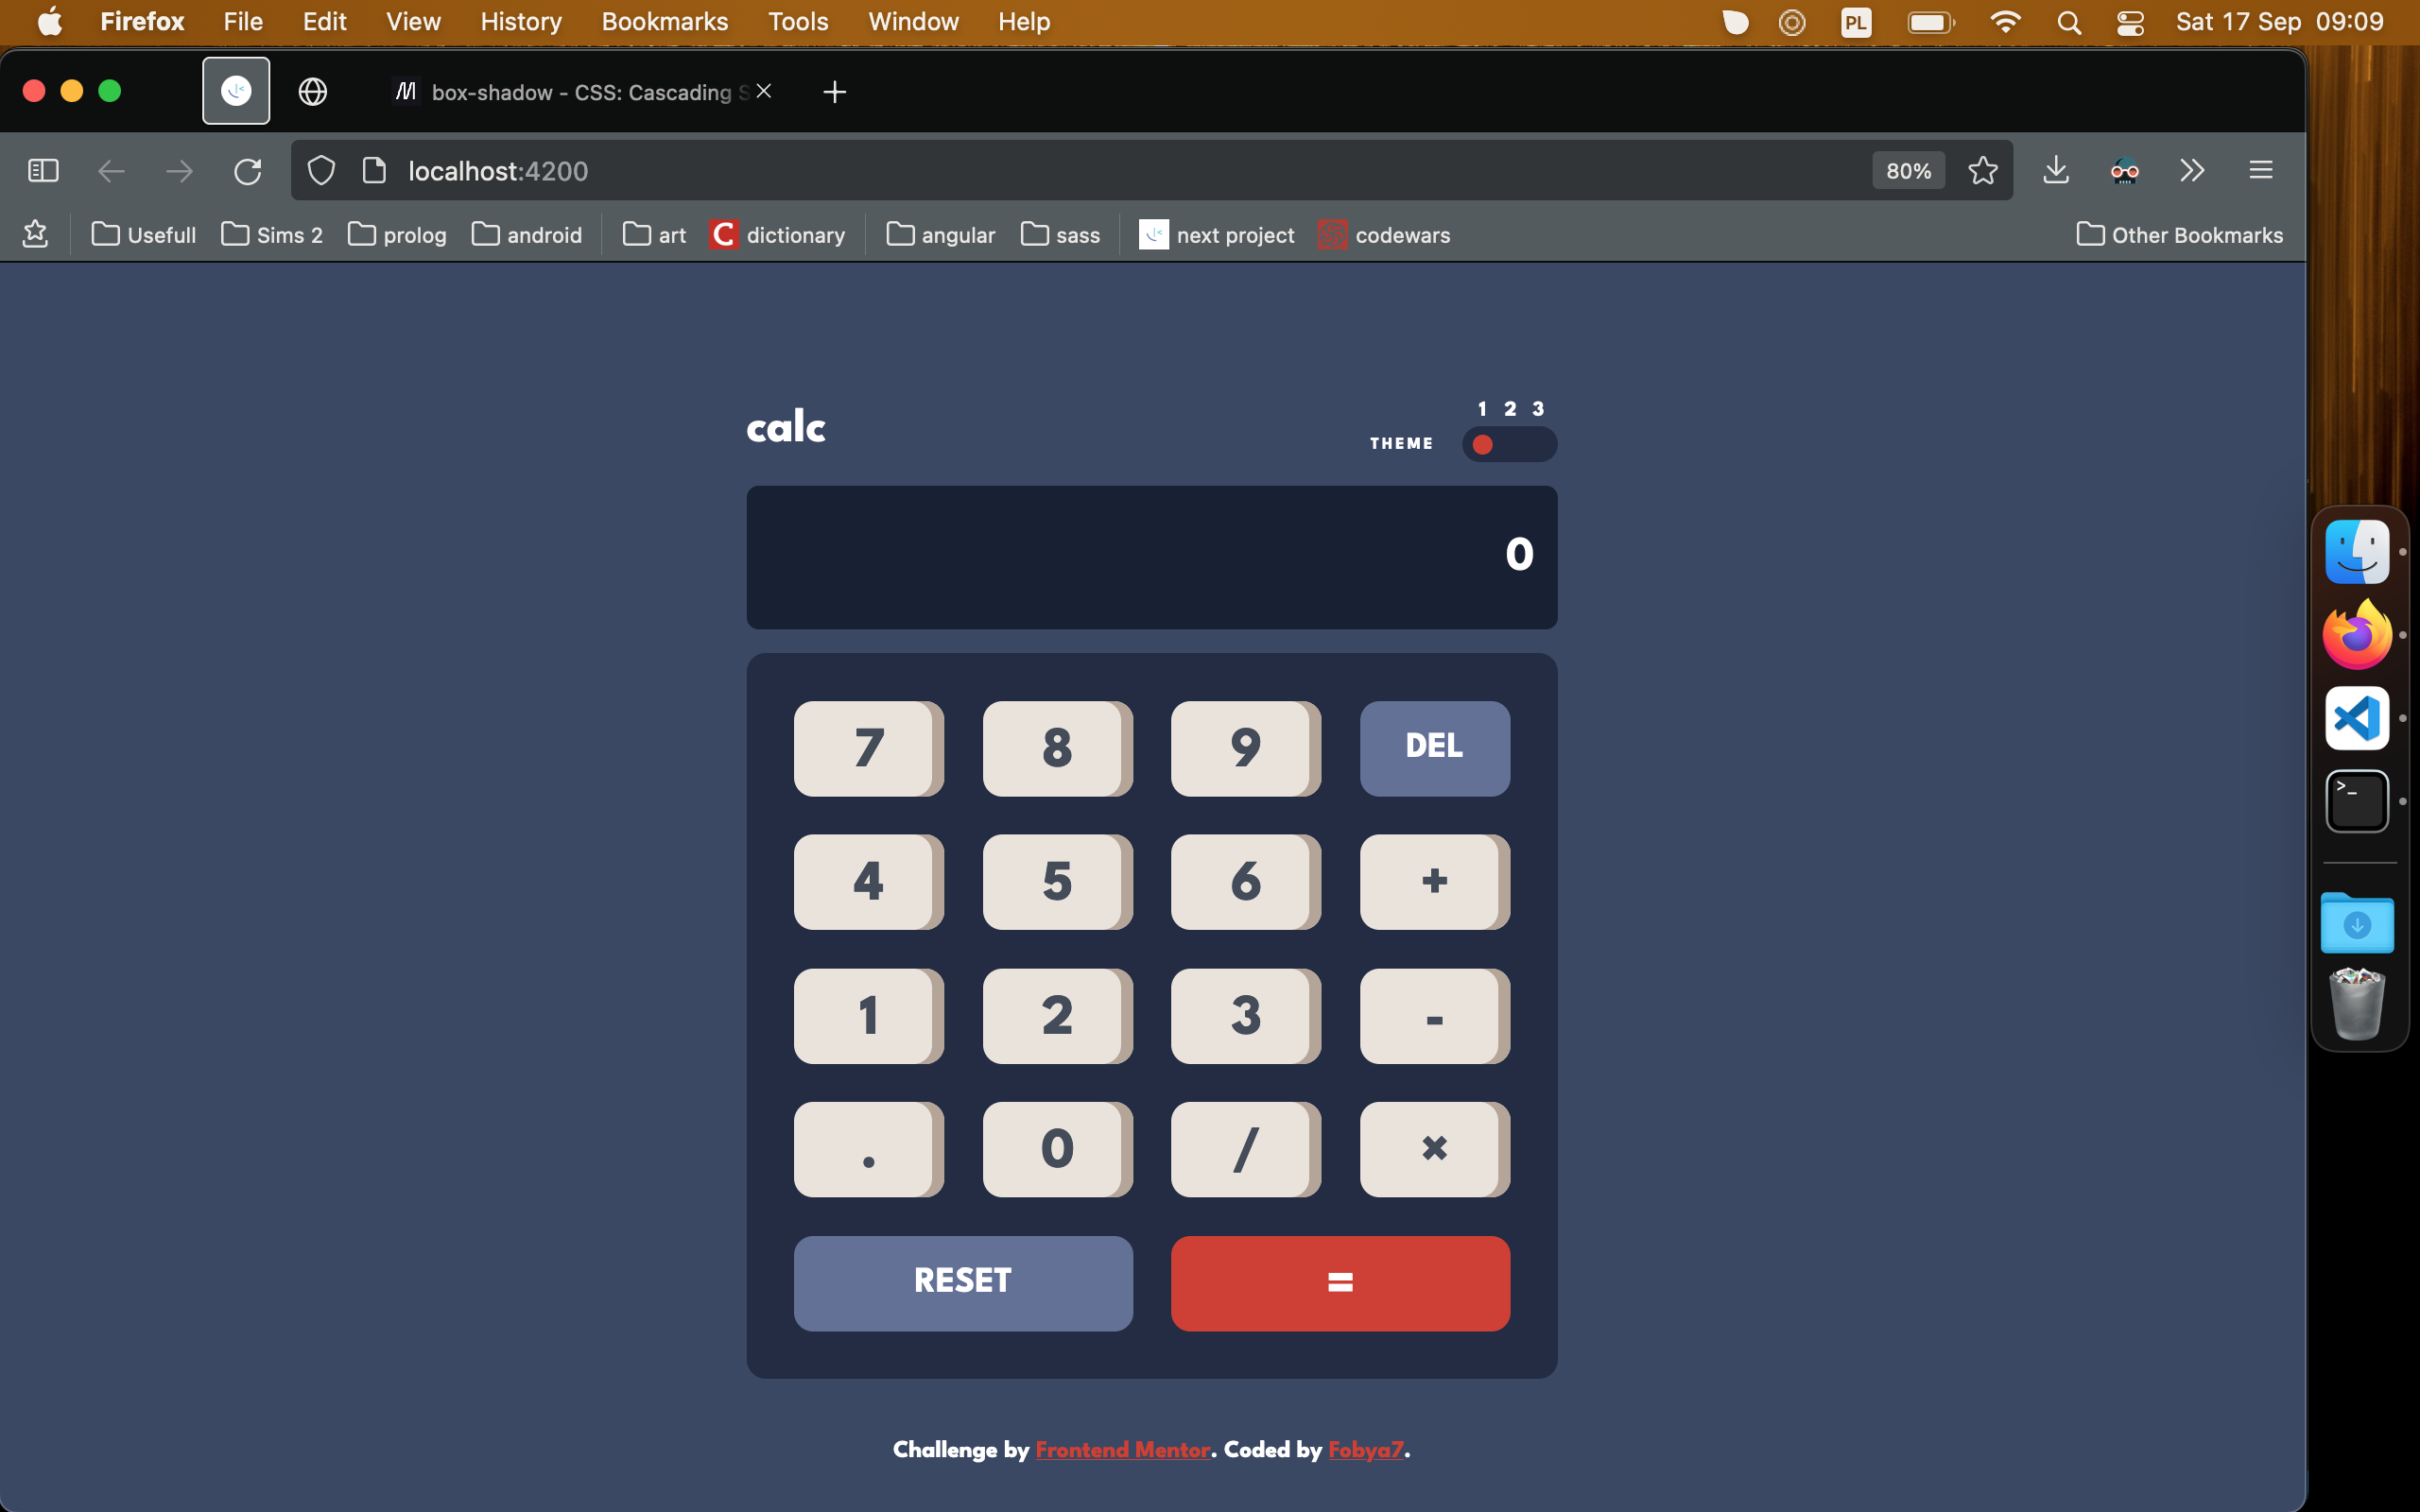 Firefox File Edit View History Bookmarks Tools Window Help PL Sat 17 Sep 09:09
box-shadow - CSS: Cascading S
localhost:4200 80%
Usefull Sims 2 prolog android art C dictionary angular sass next project codewars Other Bookmarks
calc
1 2 3
THEME
0
7 8 9 DEL
4 5 6 +
1 2 3 -
. 0 / ×
RESET =
Challenge by Frontend Mentor. Coded by Fobya7.
>_